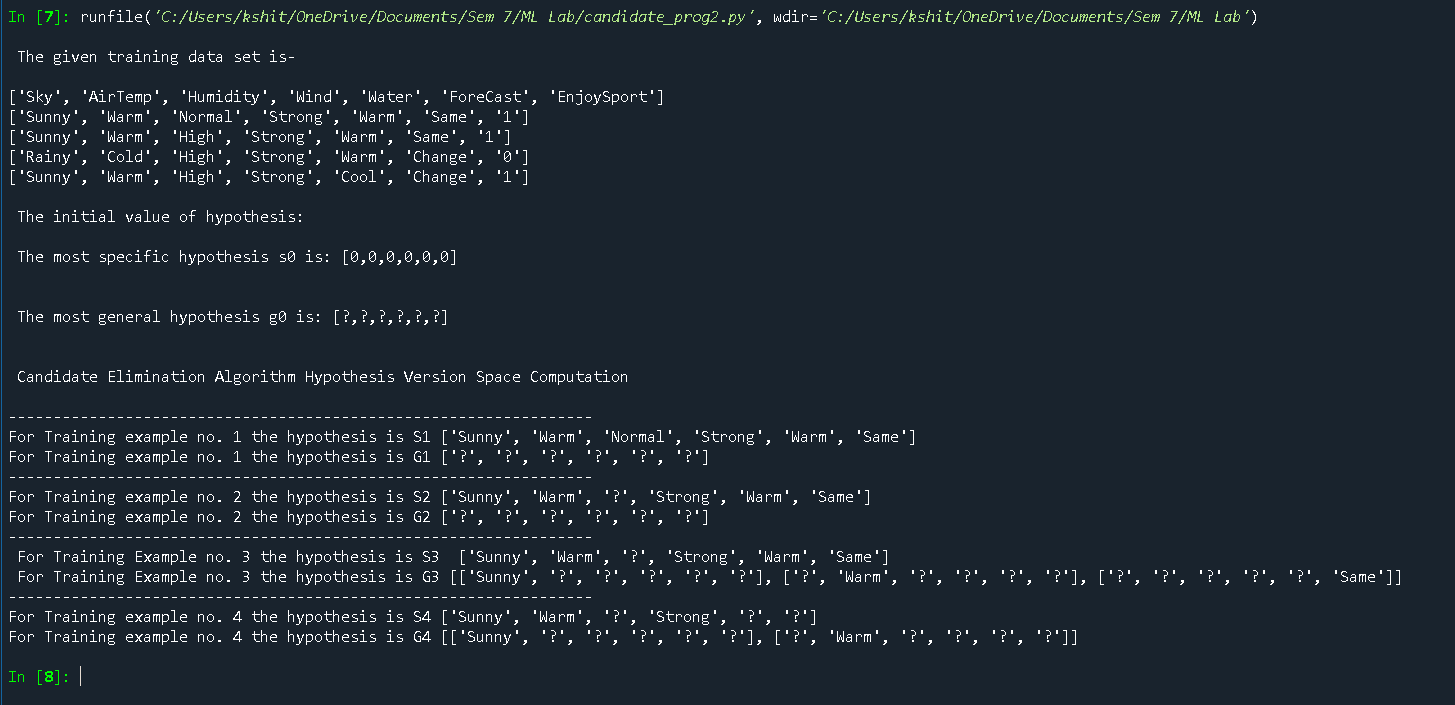 In [7]: runfile('C:/Users/kshit/OneDrive/Documents/Sem 7/ML Lab/candidate_prog2.py', wdir='C:/Users/kshit/OneDrive/Documents/Sem 7/ML Lab')
The given training data set is-
['Sky', 'AirTemp', 'Humidity', 'Wind', 'Water', 'ForeCast', 'EnjoySport']
['Sunny', 'Warm', 'Normal', 'Strong', 'Warm', 'Same', '1']
['Sunny', 'Warm', 'High', 'Strong', 'Warm', 'Same', '1']
['Rainy', 'Cold', 'High', 'Strong', 'Warm', 'Change', '0']
['Sunny', 'Warm', 'High', 'Strong', 'Cool', 'Change', '1']
The initial value of hypothesis:
The most specific hypothesis s0 is: [0,0,0,0,0,0]
The most general hypothesis g0 is: [?,?,?,?,?,?]
Candidate Elimination Algorithm Hypothesis Version Space Computation
-----------------------------------------------------------------
For Training example no. 1 the hypothesis is S1 ['Sunny', 'Warm', 'Normal', 'Strong', 'Warm', 'Same']
For Training example no. 1 the hypothesis is G1 ['?', '?', '?', '?', '?', '?']
-----------------------------------------------------------------
For Training example no. 2 the hypothesis is S2 ['Sunny', 'Warm', '?', 'Strong', 'Warm', 'Same']
For Training example no. 2 the hypothesis is G2 ['?', '?', '?', '?', '?', '?']
-----------------------------------------------------------------
For Training Example no. 3 the hypothesis is S3  ['Sunny', 'Warm', '?', 'Strong', 'Warm', 'Same']
For Training Example no. 3 the hypothesis is G3 [['Sunny', '?', '?', '?', '?', '?'], ['?', 'Warm', '?', '?', '?', '?'], ['?', '?', '?', '?', '?', 'Same']]
-----------------------------------------------------------------
For Training example no. 4 the hypothesis is S4 ['Sunny', 'Warm', '?', 'Strong', '?', '?']
For Training example no. 4 the hypothesis is G4 [['Sunny', '?', '?', '?', '?', '?'], ['?', 'Warm', '?', '?', '?', '?']]
In [8]: